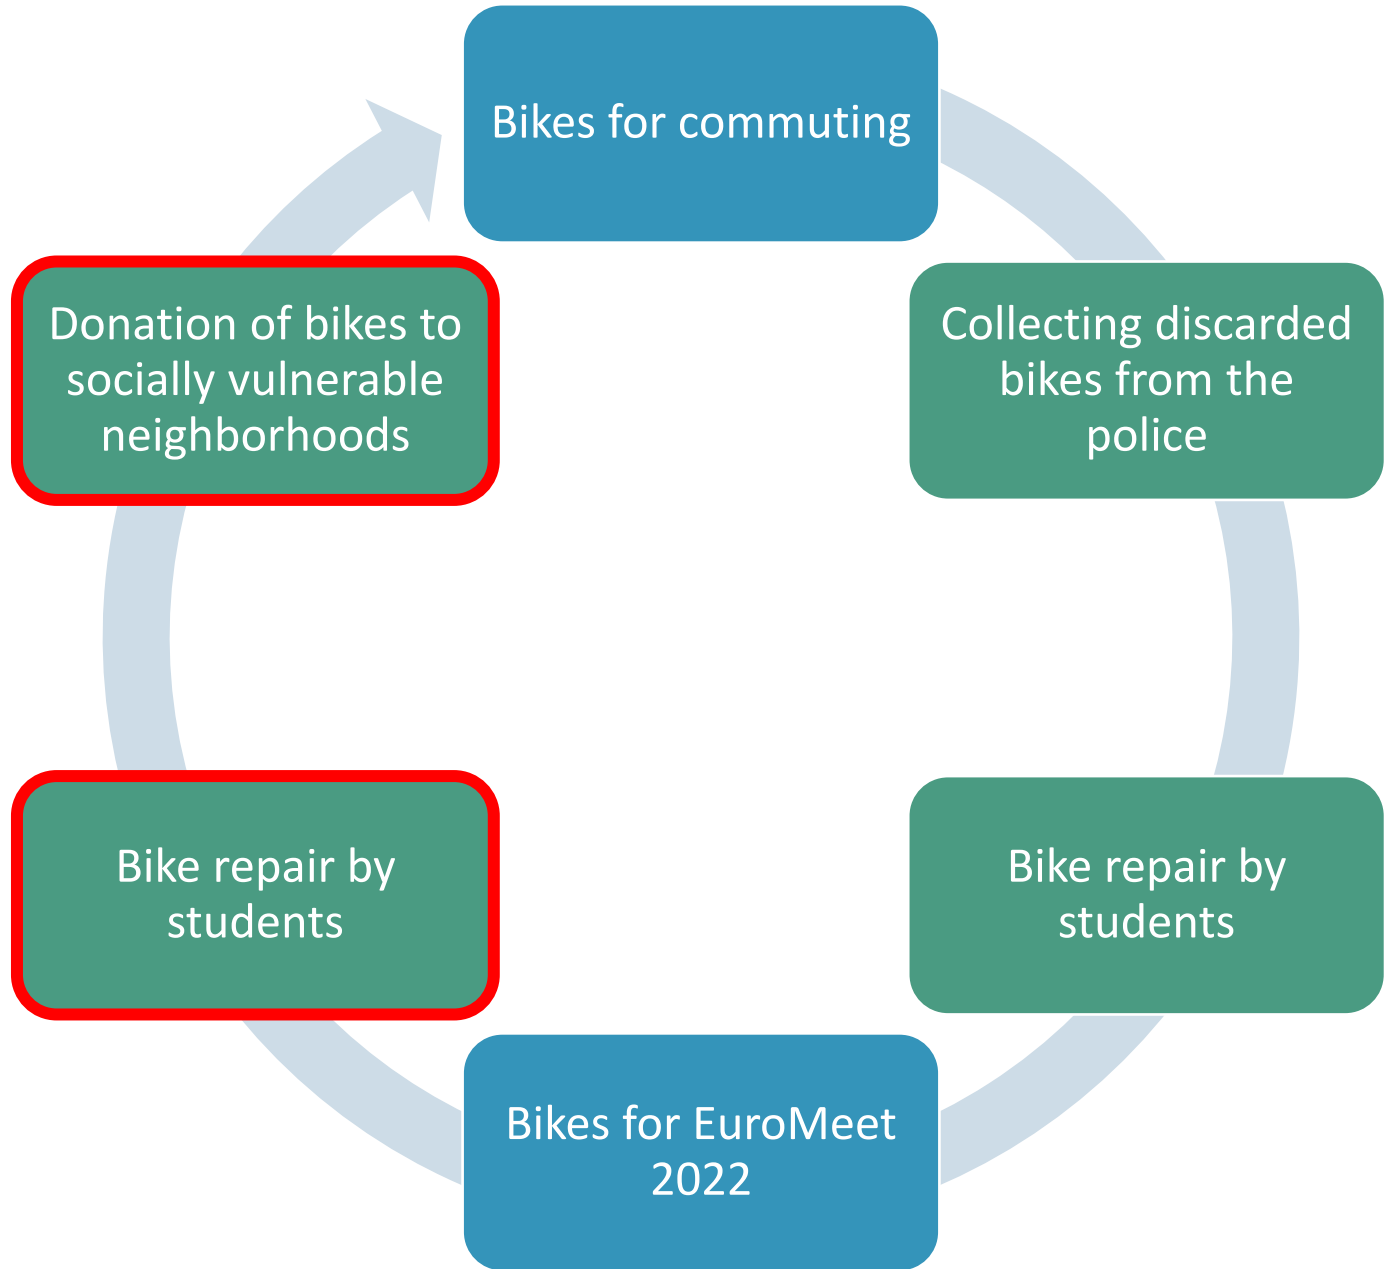 Bikes for commuting
Collecting discarded
bikes from the
police
Bike repair by
students
Bikes for EuroMeet
2022
Bike repair by
students
Donation of bikes to
socially vulnerable
neighborhoods